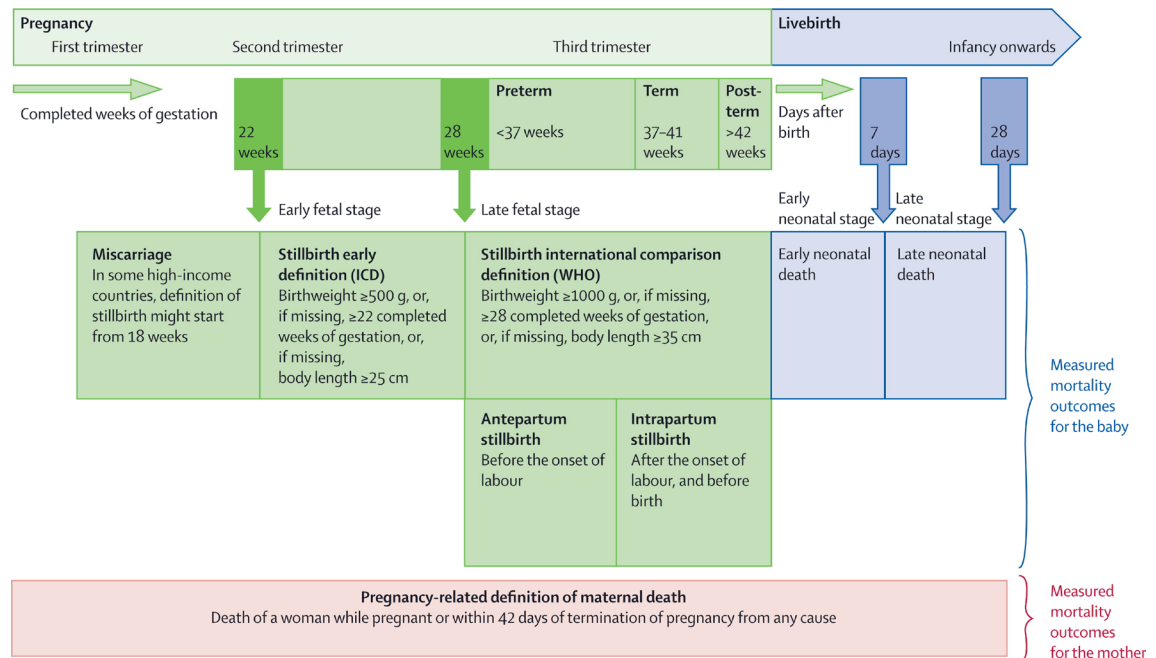 Pregnancy
First trimester
Second trimester
Third trimester
Livebirth
Infancy onwards
Completed weeks of gestation
22
weeks
28
weeks
Preterm
<37 weeks
Term
37–41
weeks
Post-
term
>42
weeks
Days after
birth
7
days
28
days
Early fetal stage
Late fetal stage
Early
neonatal stage
Late
neonatal stage
Miscarriage
In some high-income
countries, definition of
stillbirth might start
from 18 weeks
Stillbirth early
definition (ICD)
Birthweight ≥500 g, or,
if missing, ≥22 completed
weeks of gestation, or,
if missing,
body length ≥25 cm
Stillbirth international comparison
definition (WHO)
Birthweight ≥1000 g, or, if missing,
≥28 completed weeks of gestation,
or, if missing, body length ≥35 cm
Early neonatal
death
Late neonatal
death
Antepartum
stillbirth
Before the onset of
labour
Intrapartum
stillbirth
After the onset of
labour, and before
birth
Measured
mortality
outcomes
for the baby
Pregnancy-related definition of maternal death
Death of a woman while pregnant or within 42 days of termination of pregnancy from any cause
Measured
mortality
outcomes
for the mother